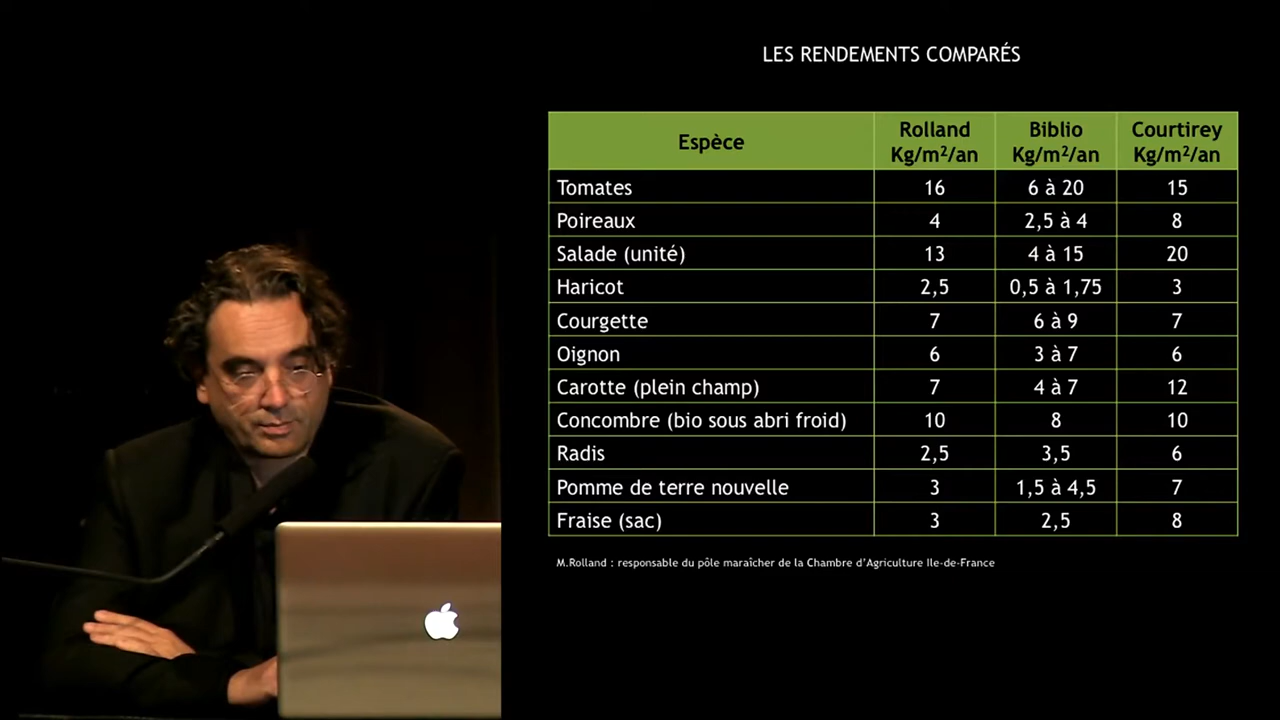 LES RENDEMENTS COMPARÉS
Espèce | Rolland Kg/m²/an | Biblio Kg/m²/an | Courtirey Kg/m²/an
Tomates | 16 | 6 à 20 | 15
Poireaux | 4 | 2,5 à 4 | 8
Salade (unité) | 13 | 4 à 15 | 20
Haricot | 2,5 | 0,5 à 1,75 | 3
Courgette | 7 | 6 à 9 | 7
Oignon | 6 | 3 à 7 | 6
Carotte (plein champ) | 7 | 4 à 7 | 12
Concombre (bio sous abri froid) | 10 | 8 | 10
Radis | 2,5 | 3,5 | 6
Pomme de terre nouvelle | 3 | 1,5 à 4,5 | 7
Fraise (sac) | 3 | 2,5 | 8
M.Rolland : responsable du pôle maraîcher de la Chambre d’Agriculture Ile-de-France